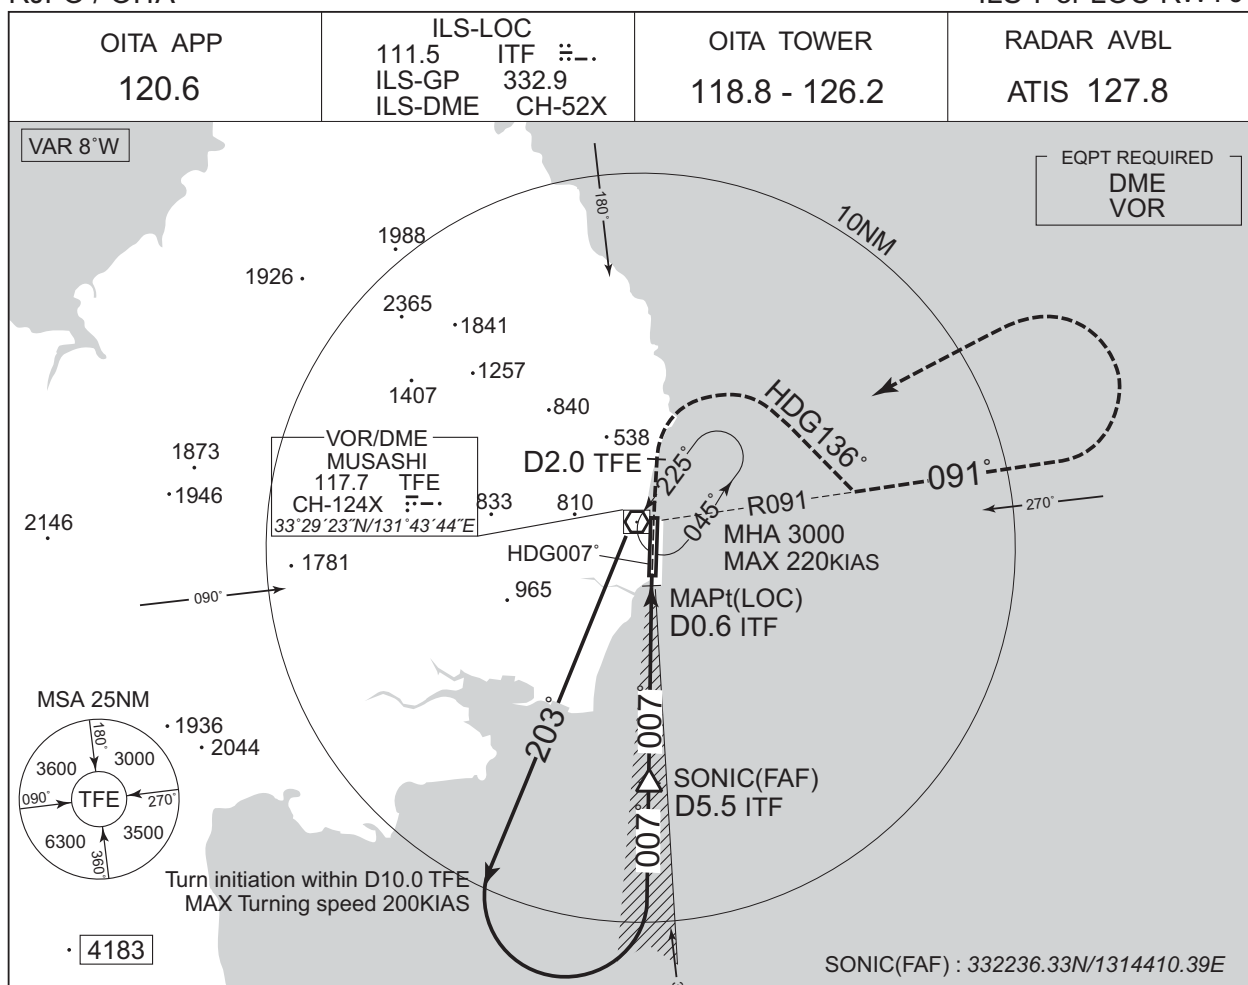 OITA APP
120.6
ILS-LOC
111.5 ITF
ILS-GP 332.9
ILS-DME CH-52X
OITA TOWER
118.8 - 126.2
RADAR AVBL
ATIS 127.8
VAR 8°W
EQPT REQUIRED
DME
VOR
180°
10NM
1988
1926
2365
1841
1257
1407
840
538
HDG136°
1873
1946
2146
VOR/DME
MUSASHI
117.7 TFE
CH-124X
33°29′23″N/131°43′44″E
833
810
D2.0 TFE
225°
045°
R091
091°
270°
MHA 3000
MAX 220KIAS
HDG007°
1781
965
090°
MAPt(LOC)
D0.6 ITF
203°
007°
SONIC(FAF)
D5.5 ITF
007°
MSA 25NM
1936
2044
180°
3600
3000
090°
TFE
270°
6300
3500
360°
Turn initiation within D10.0 TFE
MAX Turning speed 200KIAS
4183
SONIC(FAF) : 332236.33N/1314410.39E